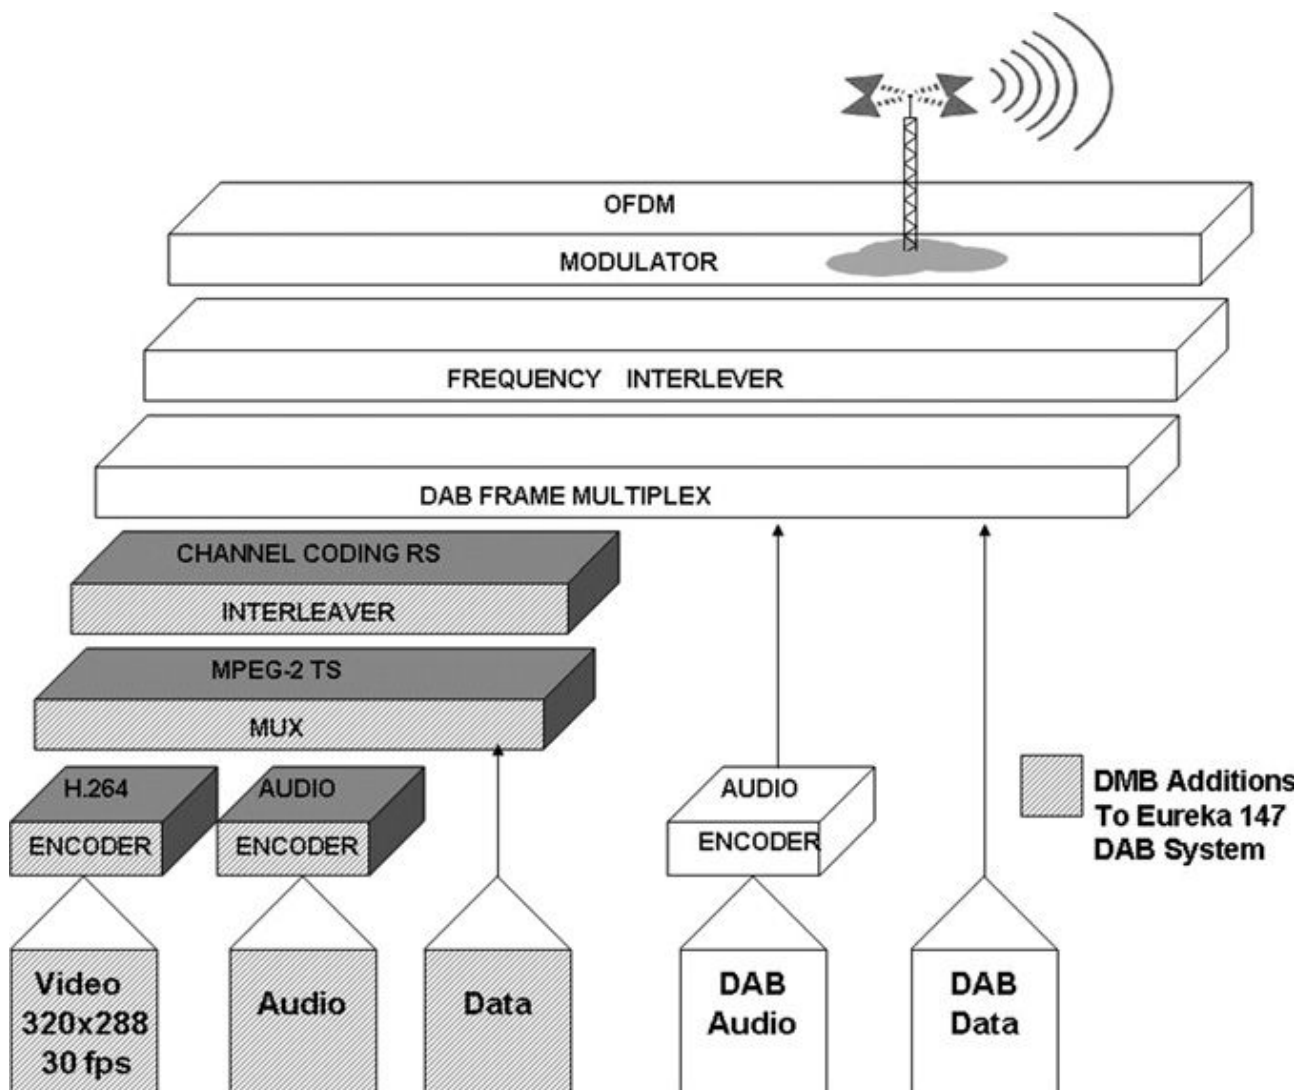 OFDM
MODULATOR
FREQUENCY INTERLEVER
DAB FRAME MULTIPLEX
CHANNEL CODING RS
INTERLEAVER
MPEG-2 TS
MUX
H.264
ENCODER
AUDIO
ENCODER
AUDIO
ENCODER
DMB Additions
To Eureka 147
DAB System
Video
320x288
30 fps
Audio
Data
DAB
Audio
DAB
Data